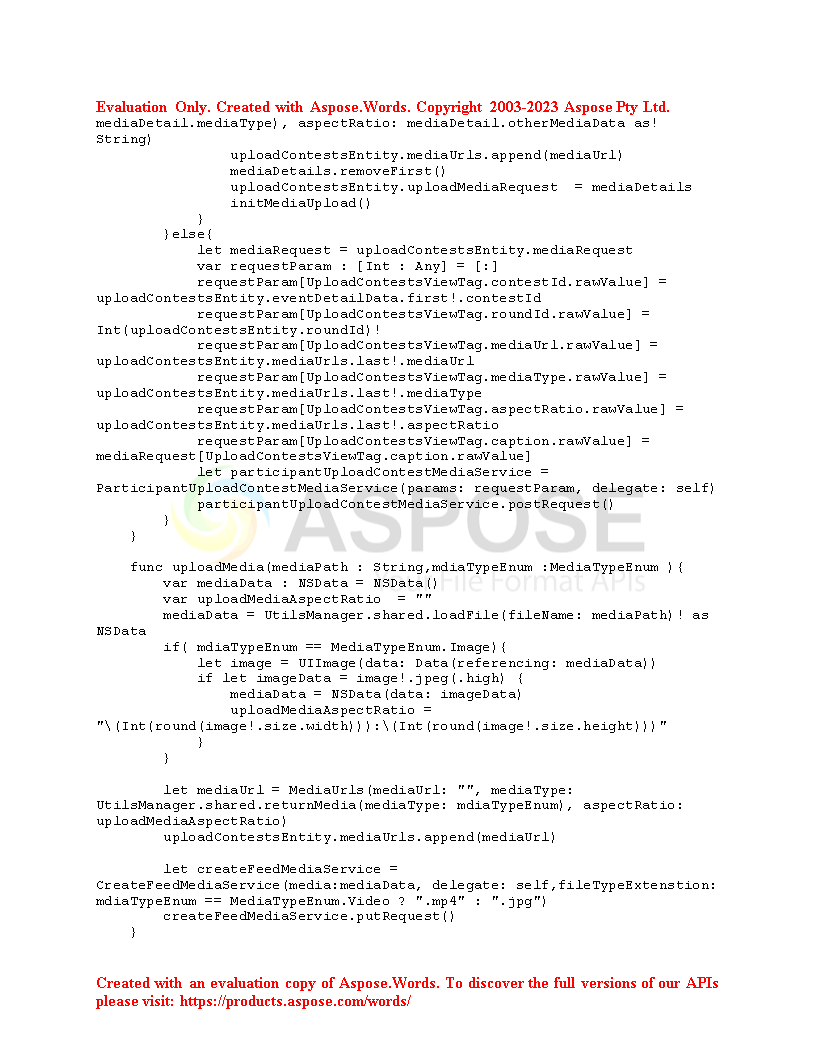 Evaluation Only. Created with Aspose.Words. Copyright 2003-2023 Aspose Pty Ltd.
mediaDetail.mediaType), aspectRatio: mediaDetail.otherMediaData as!
String)
                uploadContestsEntity.mediaUrls.append(mediaUrl)
                mediaDetails.removeFirst()
                uploadContestsEntity.uploadMediaRequest  = mediaDetails
                initMediaUpload()
            }
        }else{
            let mediaRequest = uploadContestsEntity.mediaRequest
            var requestParam : [Int : Any] = [:]
            requestParam[UploadContestsViewTag.contestId.rawValue] =
uploadContestsEntity.eventDetailData.first!.contestId
            requestParam[UploadContestsViewTag.roundId.rawValue] =
Int(uploadContestsEntity.roundId)!
            requestParam[UploadContestsViewTag.mediaUrl.rawValue] =
uploadContestsEntity.mediaUrls.last!.mediaUrl
            requestParam[UploadContestsViewTag.mediaType.rawValue] =
uploadContestsEntity.mediaUrls.last!.mediaType
            requestParam[UploadContestsViewTag.aspectRatio.rawValue] =
uploadContestsEntity.mediaUrls.last!.aspectRatio
            requestParam[UploadContestsViewTag.caption.rawValue] =
mediaRequest[UploadContestsViewTag.caption.rawValue]
            let participantUploadContestMediaService =
ParticipantUploadContestMediaService(params: requestParam, delegate: self)
            participantUploadContestMediaService.postRequest()
        }
    }
ASPOSE
    func uploadMedia(mediaPath : String,mdiaTypeEnum :MediaTypeEnum ){
        var mediaData : NSData = NSData()
File Format APIs
        var uploadMediaAspectRatio  = ""
        mediaData = UtilsManager.shared.loadFile(fileName: mediaPath)! as
NSData
        if( mdiaTypeEnum == MediaTypeEnum.Image){
            let image = UIImage(data: Data(referencing: mediaData))
            if let imageData = image!.jpeg(.high) {
                mediaData = NSData(data: imageData)
                uploadMediaAspectRatio =
"\(Int(round(image!.size.width))):\(Int(round(image!.size.height)))"
            }
        }

        let mediaUrl = MediaUrls(mediaUrl: "", mediaType:
UtilsManager.shared.returnMedia(mediaType: mdiaTypeEnum), aspectRatio:
uploadMediaAspectRatio)
        uploadContestsEntity.mediaUrls.append(mediaUrl)

        let createFeedMediaService =
CreateFeedMediaService(media:mediaData, delegate: self,fileTypeExtenstion:
mdiaTypeEnum == MediaTypeEnum.Video ? ".mp4" : ".jpg")
        createFeedMediaService.putRequest()
    }
Created with an evaluation copy of Aspose.Words. To discover the full versions of our APIs
please visit: https://products.aspose.com/words/